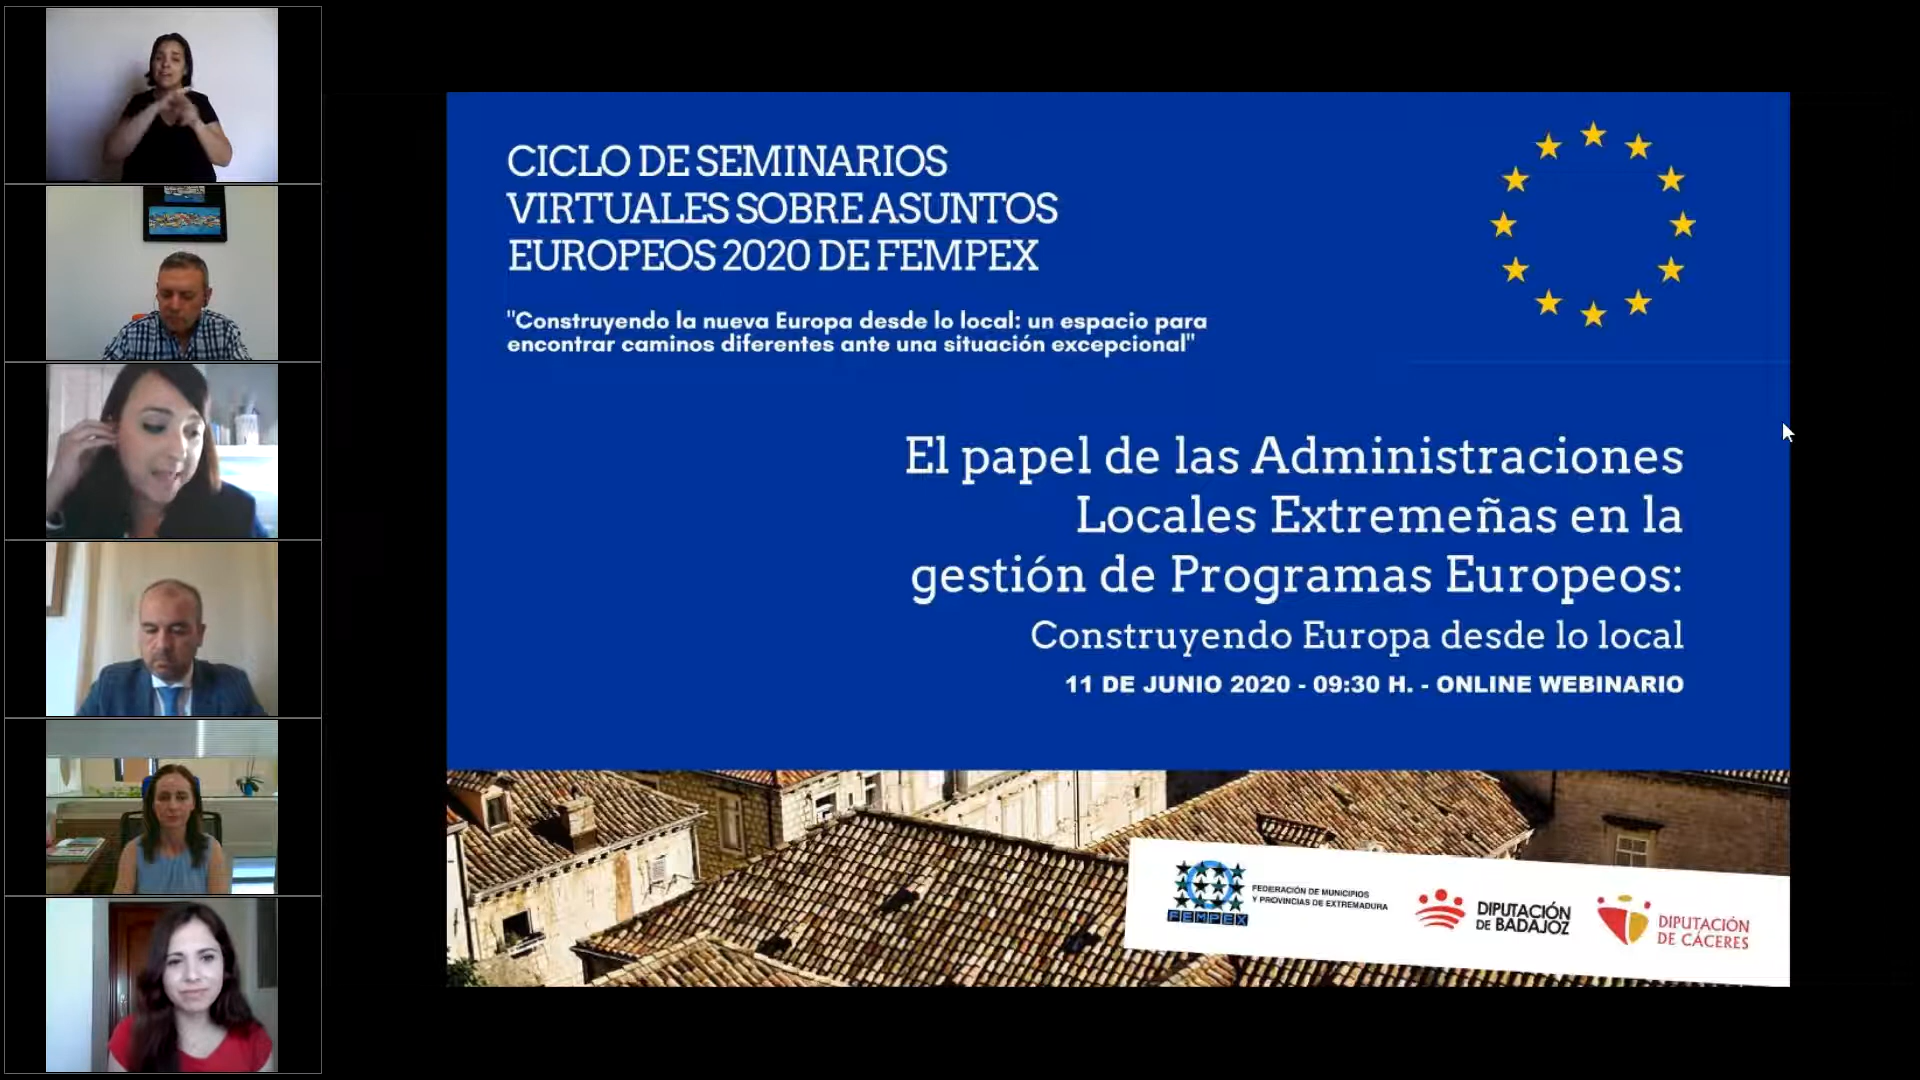 CICLO DE SEMINARIOS
VIRTUALES SOBRE ASUNTOS
EUROPEOS 2020 DE FEMPEX
"Construyendo la nueva Europa desde lo local: un espacio para
encontrar caminos diferentes ante una situación excepcional"
El papel de las Administraciones
Locales Extremeñas en la
gestión de Programas Europeos:
Construyendo Europa desde lo local
11 DE JUNIO 2020 - 09:30 H. - ONLINE WEBINARIO
FEMPEX
FEDERACIÓN DE MUNICIPIOS
Y PROVINCIAS DE EXTREMADURA
DIPUTACIÓN
DE BADAJOZ
DIPUTACIÓN
DE CÁCERES